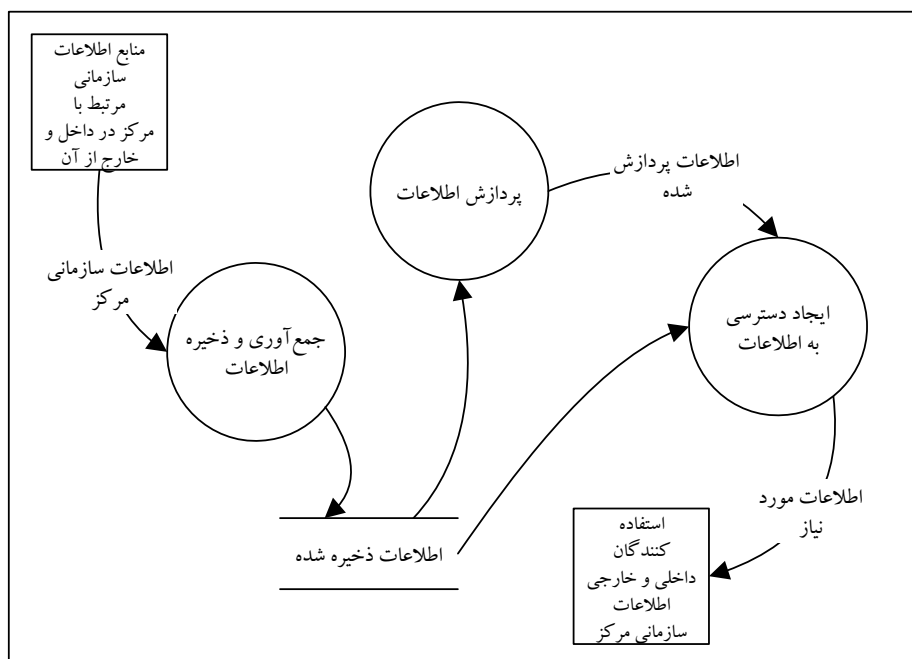 منابع اطلاعات
سازمانی
مرتبط با
مرکز در داخل و
خارج از آن
اطلاعات سازمانی
مرکز
جمع‌آوری و ذخیره
اطلاعات
اطلاعات ذخیره شده
پردازش اطلاعات
اطلاعات پردازش
شده
ایجاد دسترسی
به اطلاعات
اطلاعات مورد
نیاز
استفاده
کنندگان
داخلی و خارجی
اطلاعات
سازمانی مرکز